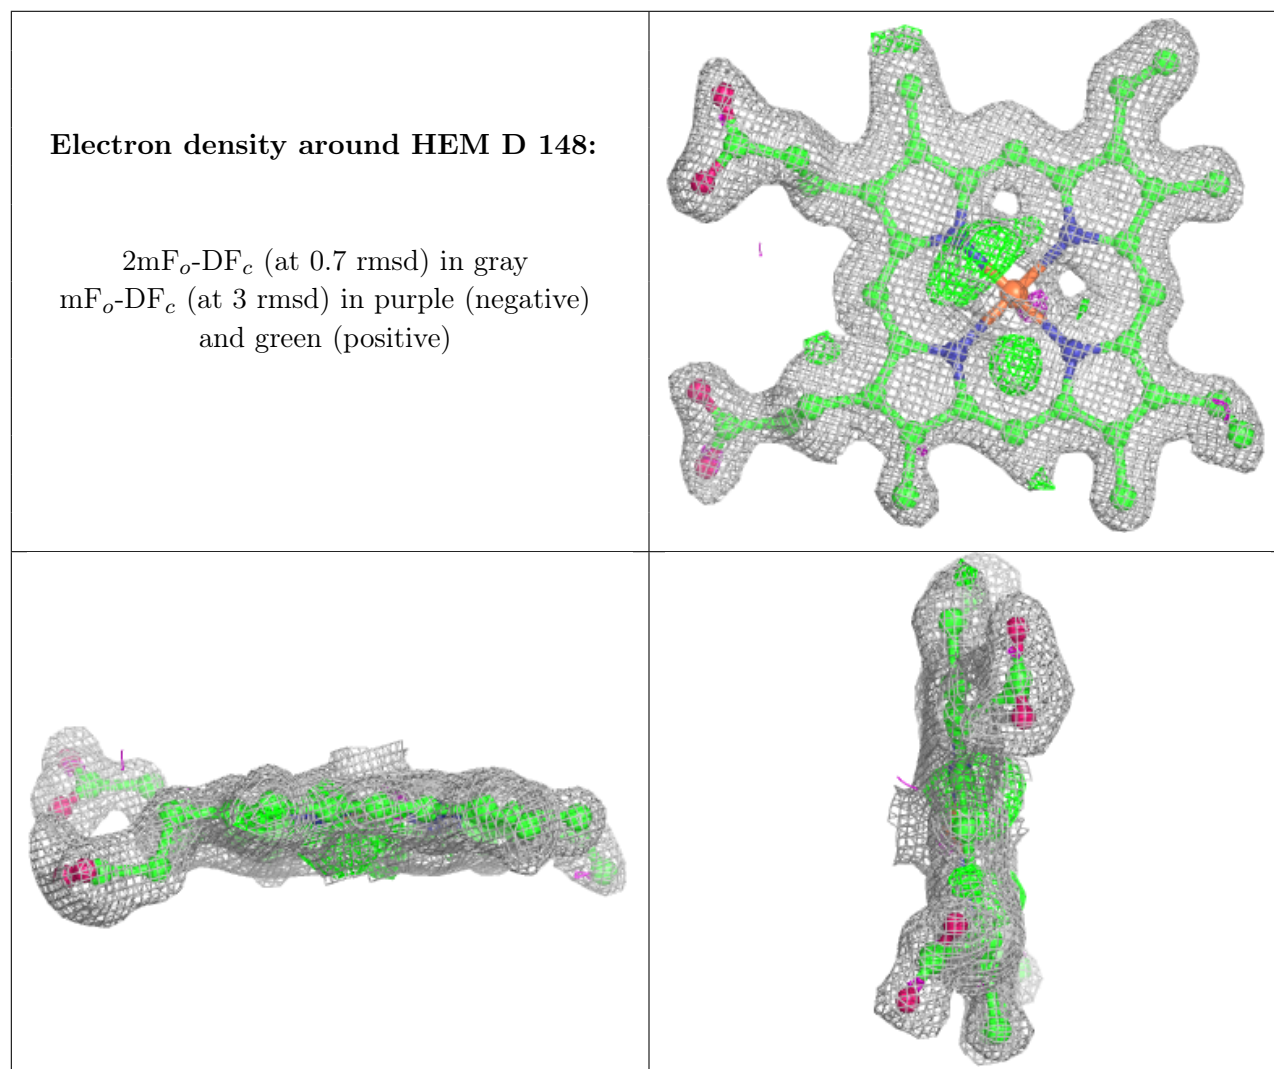 Electron density around HEM D 148:
2mFo-DFc (at 0.7 rmsd) in gray
mFo-DFc (at 3 rmsd) in purple (negative)
and green (positive)